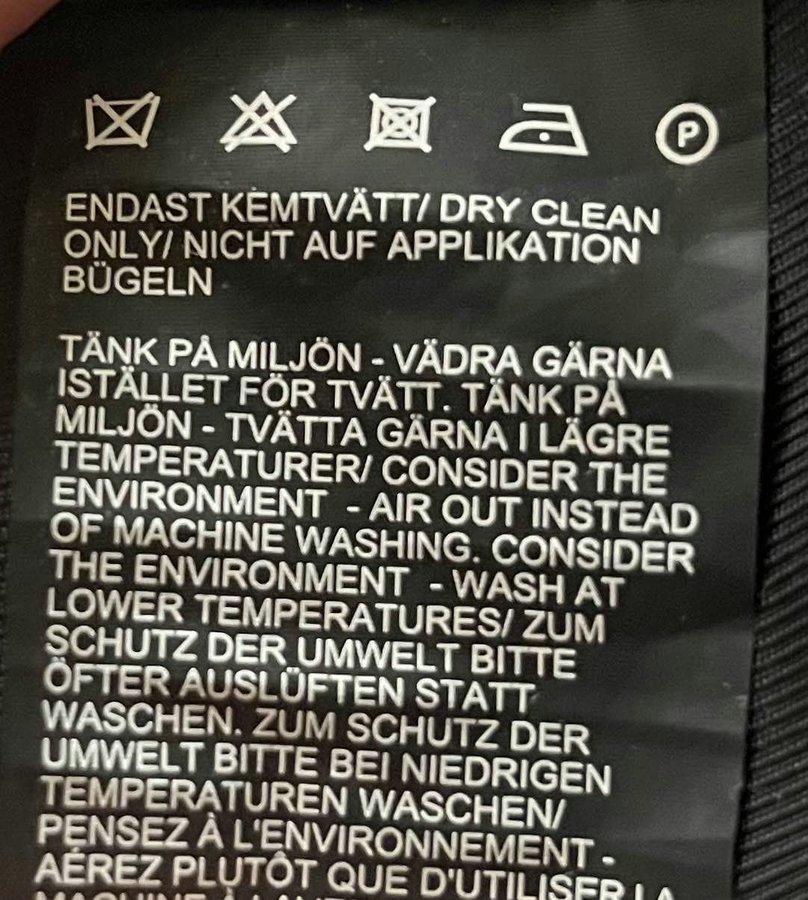 P
ENDAST KEMTVÄTT/ DRY CLEAN
ONLY/ NICHT AUF APPLIKATION
BÜGELN
TÄNK PÅ MILJÖN - VÄDRA GÄRNA
ISTÄLLET FÖR TVÄTT. TÄNK PÅ
MILJÖN - TVÄTTA GÄRNA I LÄGRE
TEMPERATURER/ CONSIDER THE
ENVIRONMENT - AIR OUT INSTEAD
OF MACHINE WASHING. CONSIDER
THE ENVIRONMENT - WASH AT
LOWER TEMPERATURES/ ZUM
SCHUTZ DER UMWELT BITTE
ÖFTER AUSLÜFTEN STATT
WASCHEN. ZUM SCHUTZ DER
UMWELT BITTE BEI NIEDRIGEN
TEMPERATUREN WASCHEN/
PENSEZ À L'ENVIRONNEMENT -
AÉREZ PLUTÔT QUE D'UTILISER LA